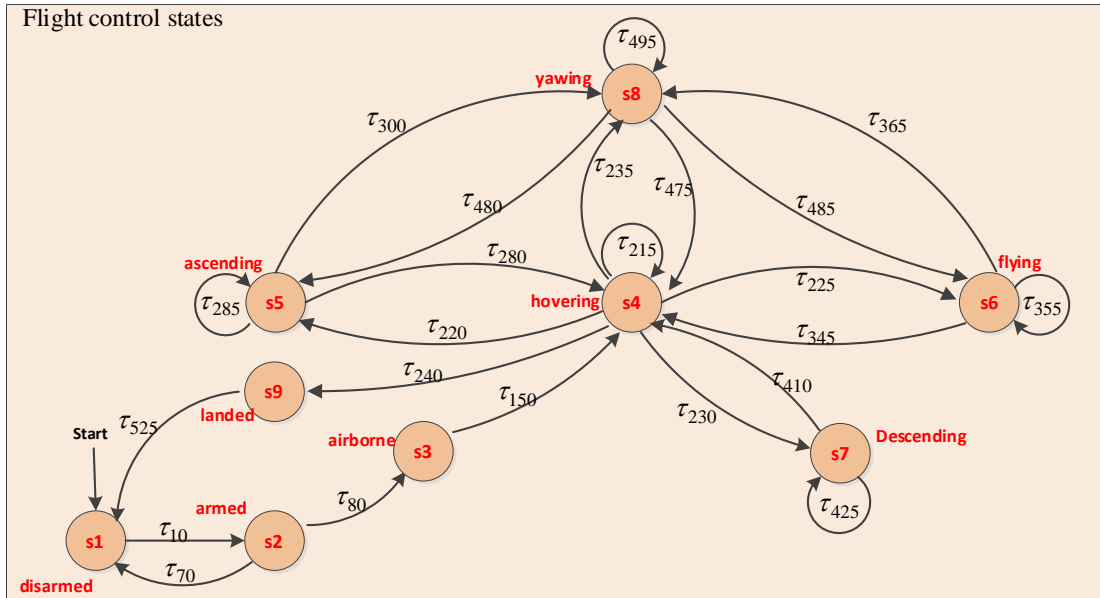 Flight control states
τ495
yawing
s8
τ300
τ365
τ235
τ475
τ480
τ485
τ215
ascending
τ280
flying
τ285
s5
hovering
s4
τ225
s6
τ355
τ220
τ345
τ240
τ410
s9
τ150
landed
τ525
τ230
Start
airborne
s3
Descending
s7
armed
τ80
τ425
s1
τ10
s2
τ70
disarmed